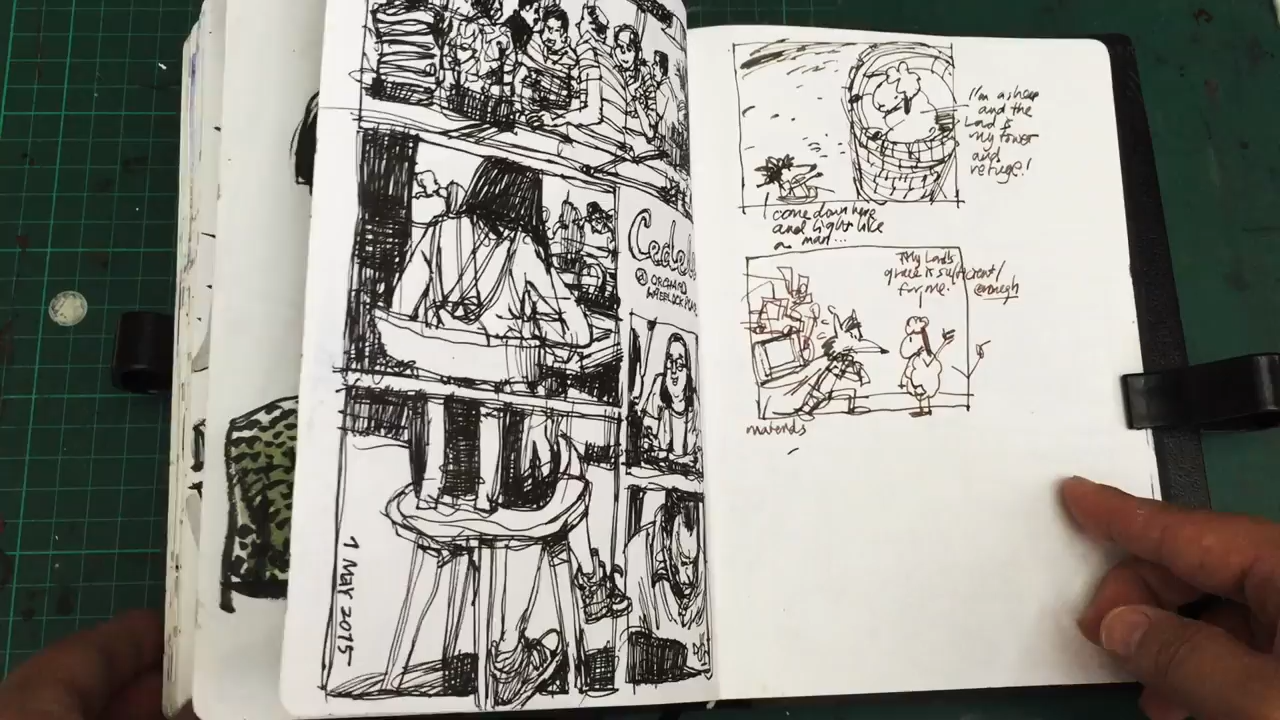 Cedele
@ ORCHARD
WHEELOCK PLACE
1 MAY 2015
I'm a sheep
and the
Lord is
my tower
and
refuge!
I come down here
and fight like
a man...
My Lord's
grace is sufficient/
for me. enough
materials